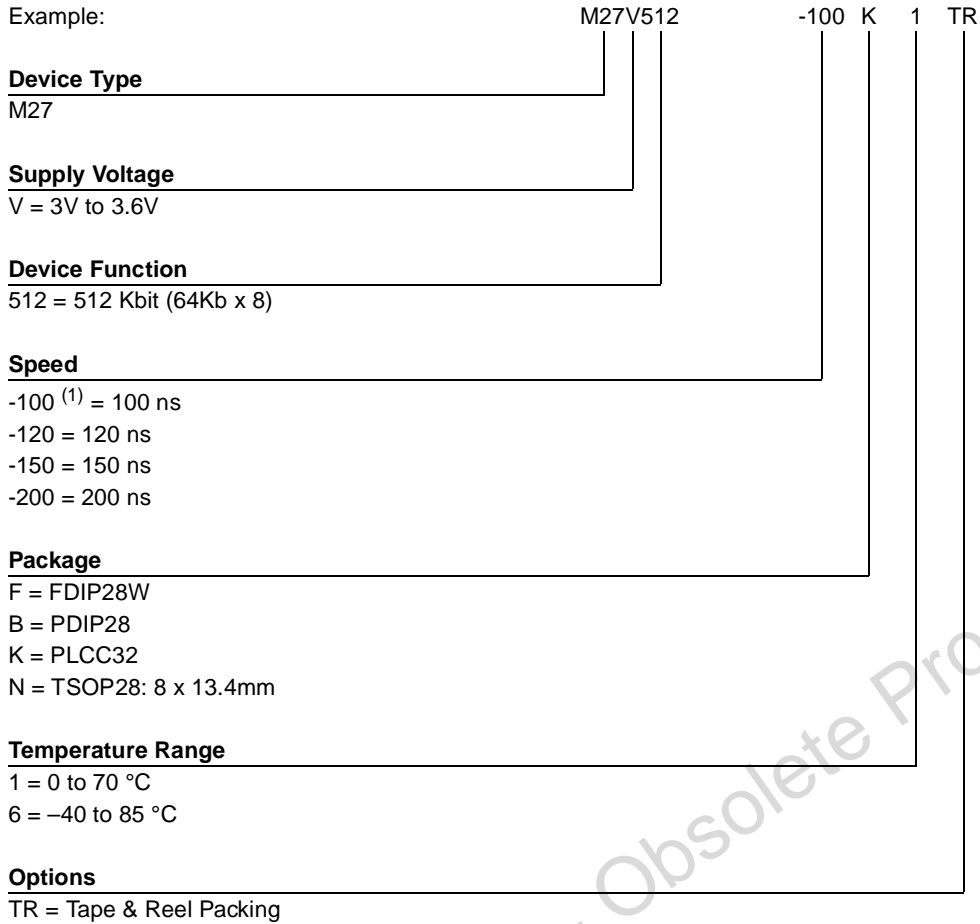 Example: M27V512 -100 K 1 TR
Device Type
M27
Supply Voltage
V = 3V to 3.6V
Device Function
512 = 512 Kbit (64Kb x 8)
Speed
-100 (1) = 100 ns
-120 = 120 ns
-150 = 150 ns
-200 = 200 ns
Package
F = FDIP28W
B = PDIP28
K = PLCC32
N = TSOP28: 8 x 13.4mm
Temperature Range
1 = 0 to 70 °C
6 = –40 to 85 °C
Options
TR = Tape & Reel Packing
Obsolete Pro